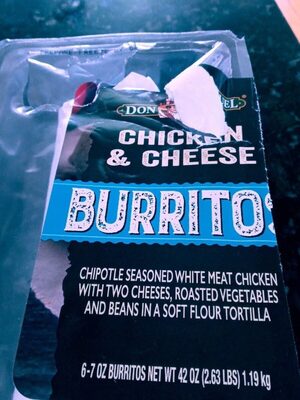 DON
CHICKEN
& CHEESE
BURRITOS
CHIPOTLE SEASONED WHITE MEAT CHICKEN
WITH TWO CHEESES, ROASTED VEGETABLES
AND BEANS IN A SOFT FLOUR TORTILLA
6-7 OZ BURRITOS NET WT 42 OZ (2.63 LBS) 1.19 kg